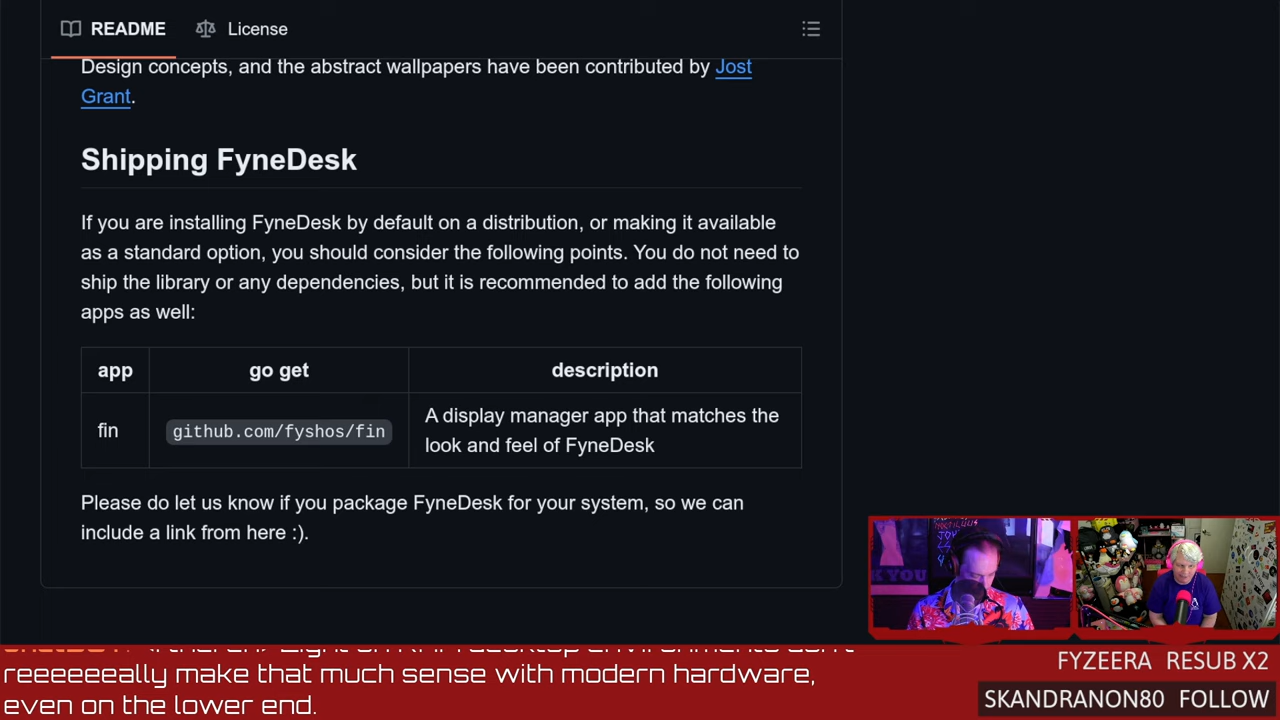 README
License
Design concepts, and the abstract wallpapers have been contributed by Jost
Grant.
Shipping FyneDesk
If you are installing FyneDesk by default on a distribution, or making it available
as a standard option, you should consider the following points. You do not need to
ship the library or any dependencies, but it is recommended to add the following
apps as well:
app go get description
fin github.com/fyshos/fin A display manager app that matches the
look and feel of FyneDesk
Please do let us know if you package FyneDesk for your system, so we can
include a link from here :).
reeeeeeally make that much sense with modern hardware,
even on the lower end.
FYZEERA RESUB X2
SKANDRANON80 FOLLOW